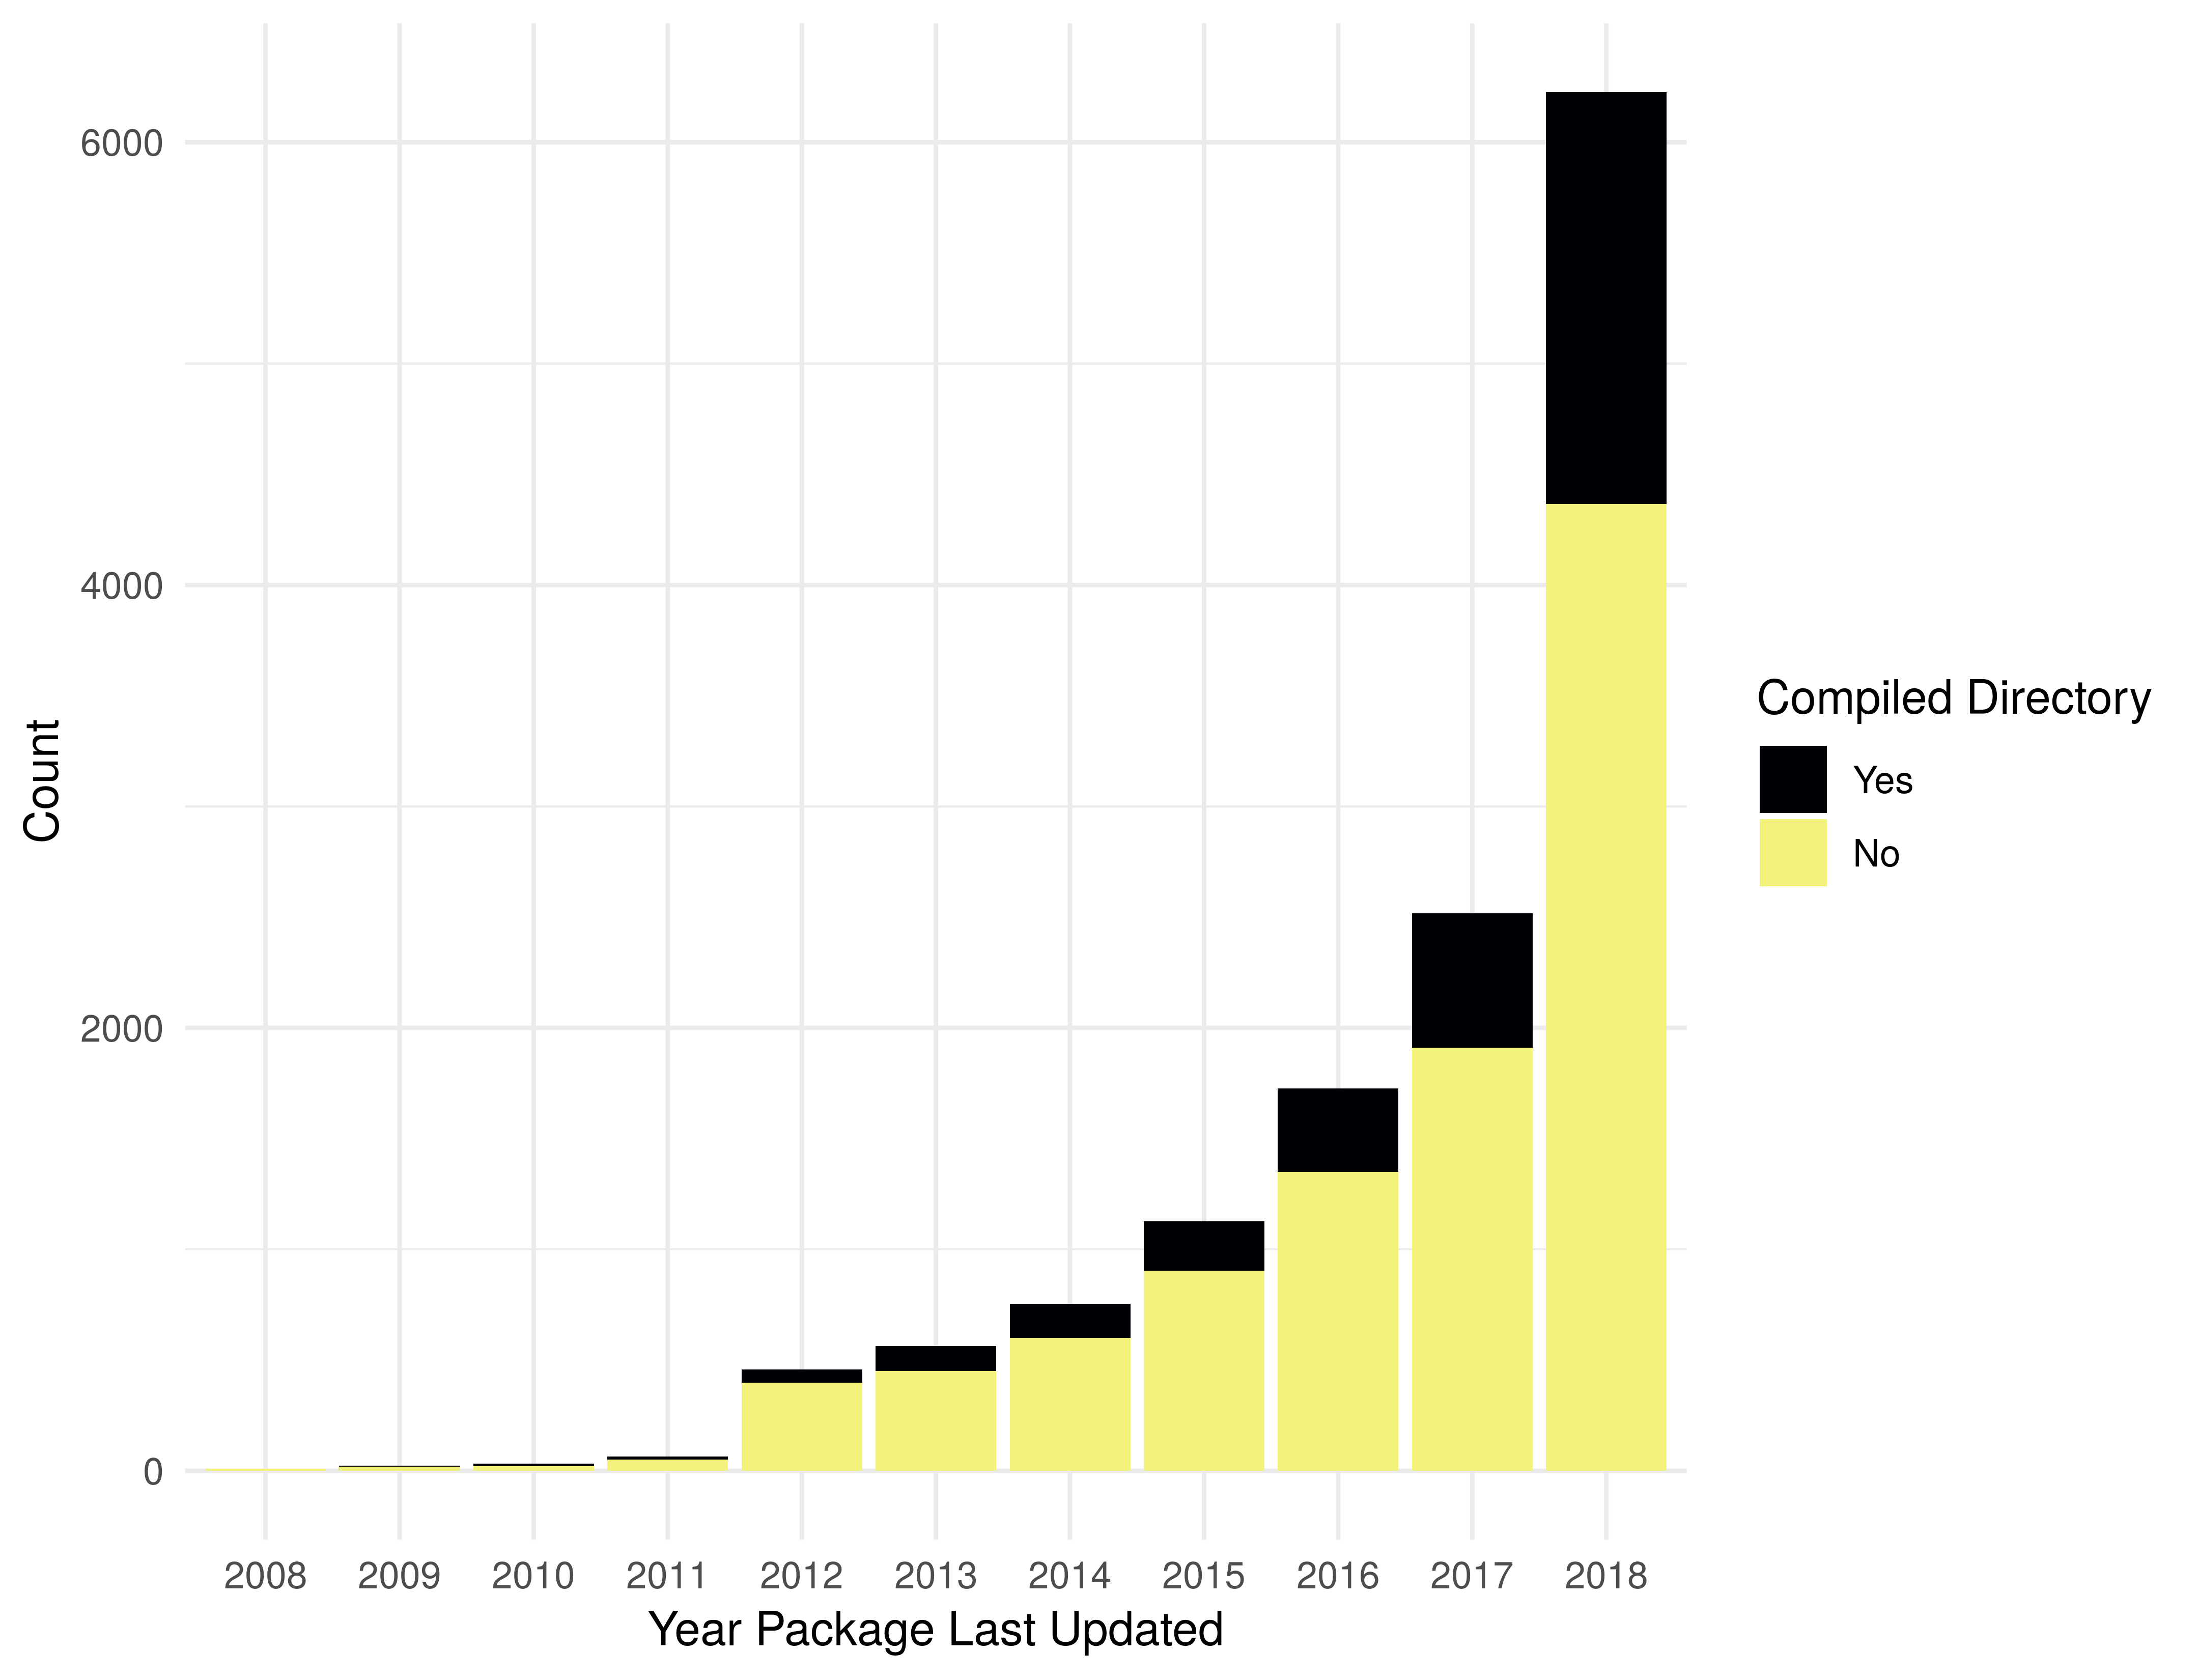 6000
4000
2000
0
Count
2008 2009 2010 2011 2012 2013 2014 2015 2016 2017 2018
Year Package Last Updated
Compiled Directory
Yes
No